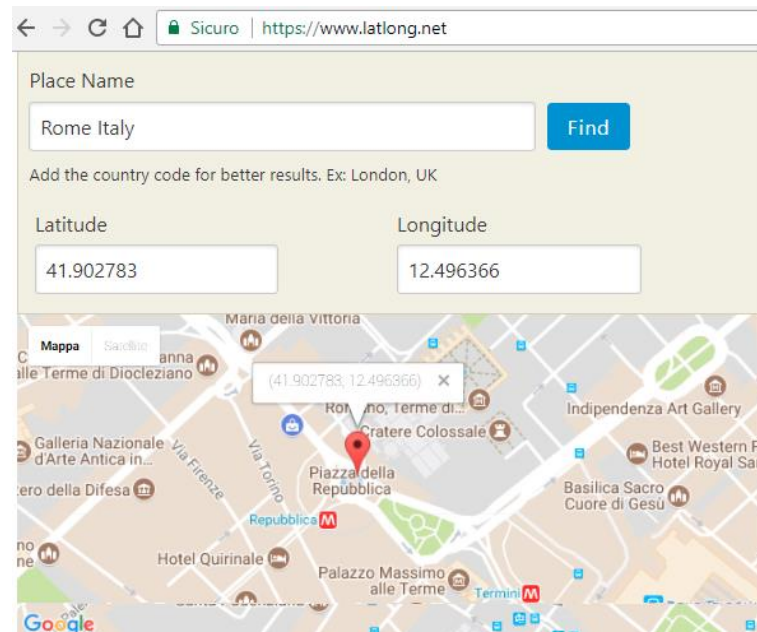 Sicuro | https://www.latlong.net
Place Name
Rome Italy
Find
Add the country code for better results. Ex: London, UK
Latitude
Longitude
41.902783
12.496366
Maria della Vittoria
Mappa
Satellite
anna
alle Terme di Diocleziano
(41.902783, 12.496366)
no, Terme di...
Indipendenza Art Gallery
Cratere Colossale
Galleria Nazionale
d'Arte Antica in...
Via Firenze
Via Torino
Best Western
Hotel Royal
Piazza della
Repubblica
Basilica Sacro
Cuore di Gesù
ero della Difesa
Repubblica M
Hotel Quirinale
Palazzo Massimo
alle Terme
Termini M
Google